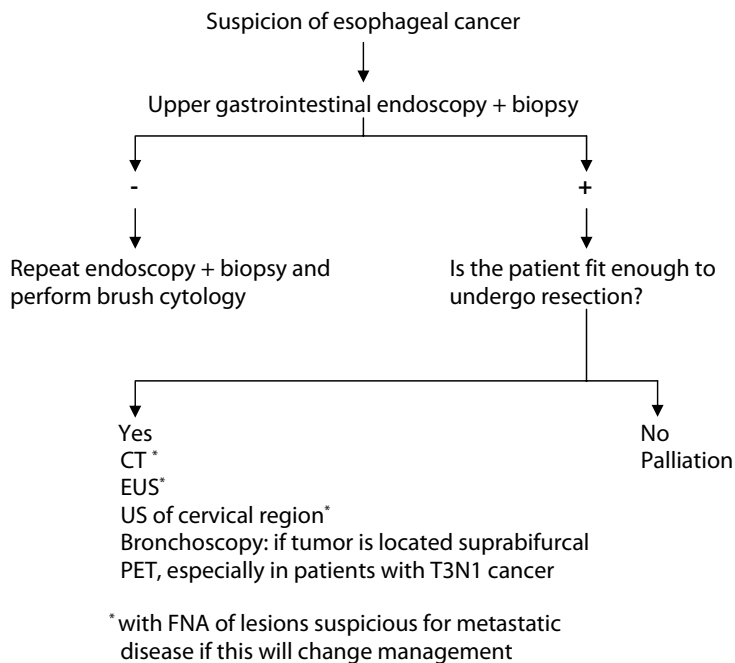 Suspicion of esophageal cancer
Upper gastrointestinal endoscopy + biopsy
-
+
Repeat endoscopy + biopsy and
perform brush cytology
Is the patient fit enough to
undergo resection?
Yes
CT *
EUS*
US of cervical region*
Bronchoscopy: if tumor is located suprabifurcal
PET, especially in patients with T3N1 cancer
No
Palliation
* with FNA of lesions suspicious for metastatic
disease if this will change management